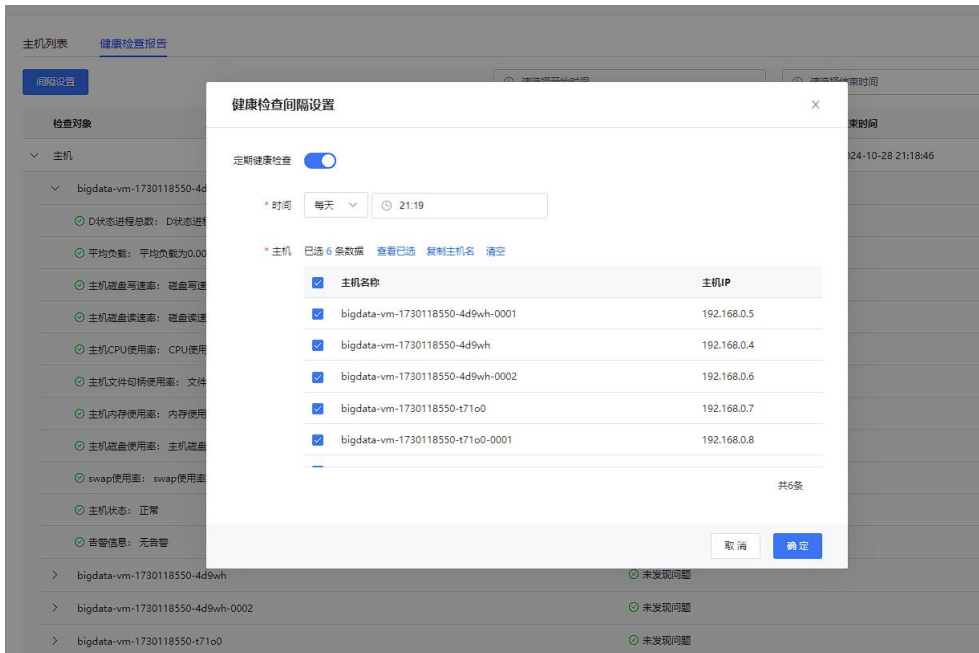 主机列表 健康检查报告
间隔设置
请选择开始时间 请选择结束时间
检查对象 束时间
主机 024-10-28 21:18:46
bigdata-vm-1730118550-4d
D状态进程总数： D状态进
平均负载： 平均负载为0.00
主机磁盘写速率： 磁盘写速
主机磁盘读速率： 磁盘读速
主机CPU使用率： CPU使用
主机文件句柄使用率： 文件
主机内存使用率： 内存使用
主机磁盘使用率： 主机磁盘
swap使用率： swap使用率
主机状态： 正常
告警信息： 无告警
bigdata-vm-1730118550-4d9wh 未发现问题
bigdata-vm-1730118550-4d9wh-0002 未发现问题
bigdata-vm-1730118550-t71o0 未发现问题
健康检查间隔设置
定期健康检查
* 时间 每天 21:19
* 主机 已选 6 条数据 查看已选 复制主机名 清空
主机名称 主机IP
bigdata-vm-1730118550-4d9wh-0001 192.168.0.5
bigdata-vm-1730118550-4d9wh 192.168.0.4
bigdata-vm-1730118550-4d9wh-0002 192.168.0.6
bigdata-vm-1730118550-t71o0 192.168.0.7
bigdata-vm-1730118550-t71o0-0001 192.168.0.8
共6条
取消 确定